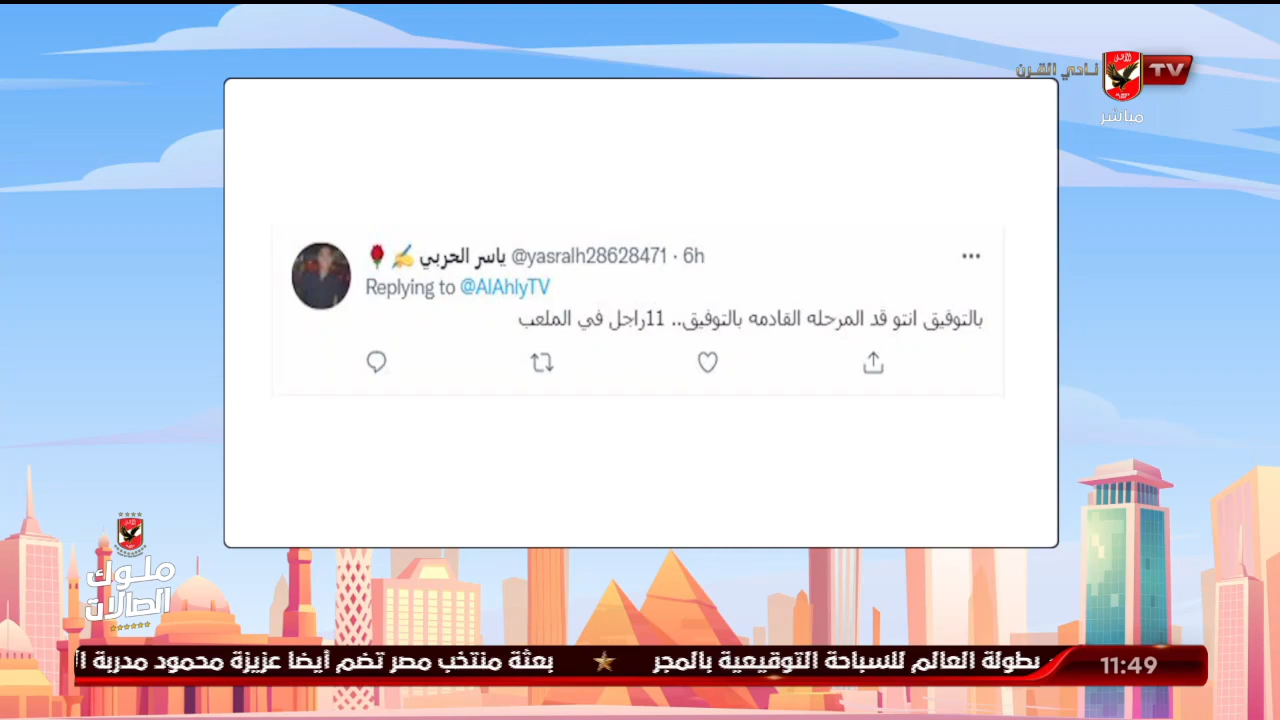 نادي القرن
TV
مباشر
ياسر الحربي @yasralh28628471 · 6h
Replying to @AlAhlyTV
بالتوفيق انتو قد المرحله القادمه بالتوفيق.. 11راجل في الملعب
ملوك
الصالات
بطولة العالم للسباحة التوقيعية بالمجر
بعثة منتخب مصر تضم أيضا عزيزة محمود مدربة ال
11:49